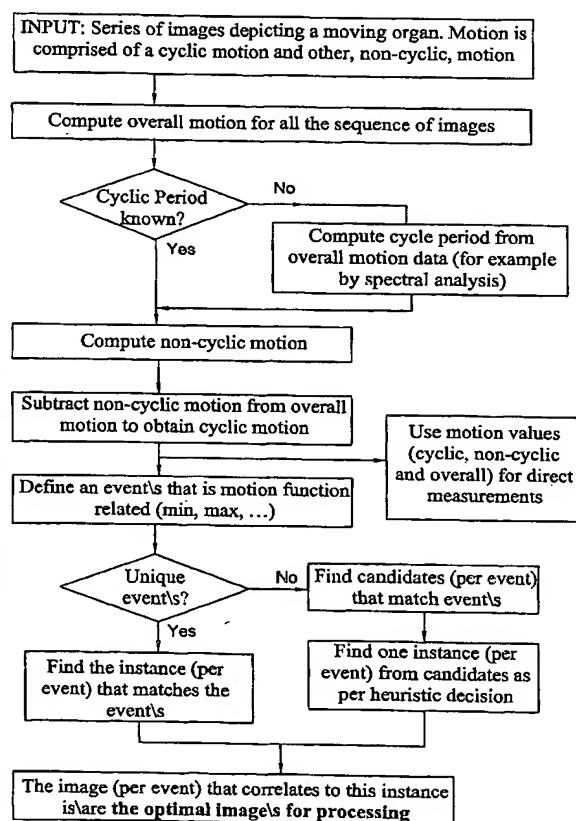 INPUT: Series of images depicting a moving organ. Motion is
comprised of a cyclic motion and other, non-cyclic, motion
Compute overall motion for all the sequence of images
Cyclic Period
known?
No
Yes
Compute cycle period from
overall motion data (for example
by spectral analysis)
Compute non-cyclic motion
Subtract non-cyclic motion from overall
motion to obtain cyclic motion
Use motion values
(cyclic, non-cyclic
and overall) for direct
measurements
Define an event\s that is motion function
related (min, max, ...)
Unique
event\s?
No
Yes
Find candidates (per event)
that match event\s
Find the instance (per
event) that matches the
event\s
Find one instance (per
event) from candidates as
per heuristic decision
The image (per event) that correlates to this instance
is\are the optimal image\s for processing